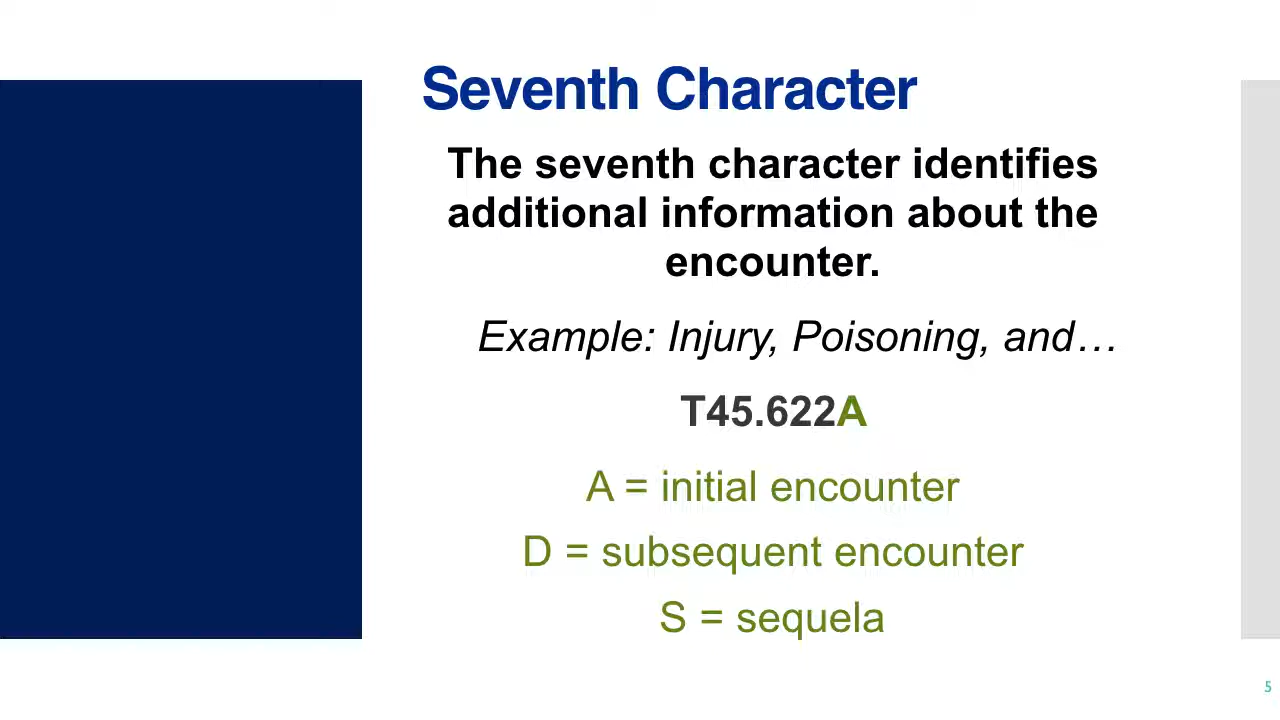 Seventh Character
The seventh character identifies
additional information about the
encounter.
Example: Injury, Poisoning, and…
T45.622A
A = initial encounter
D = subsequent encounter
S = sequela
5